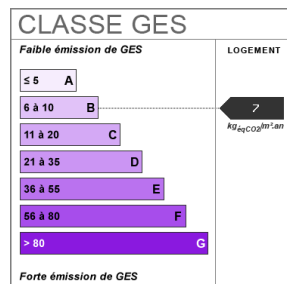 CLASSE GES
Faible émission de GES
LOGEMENT
≤ 5 A
6 à 10 B
7
kgéqCO2/m².an
11 à 20 C
21 à 35 D
36 à 55 E
56 à 80 F
> 80 G
Forte émission de GES